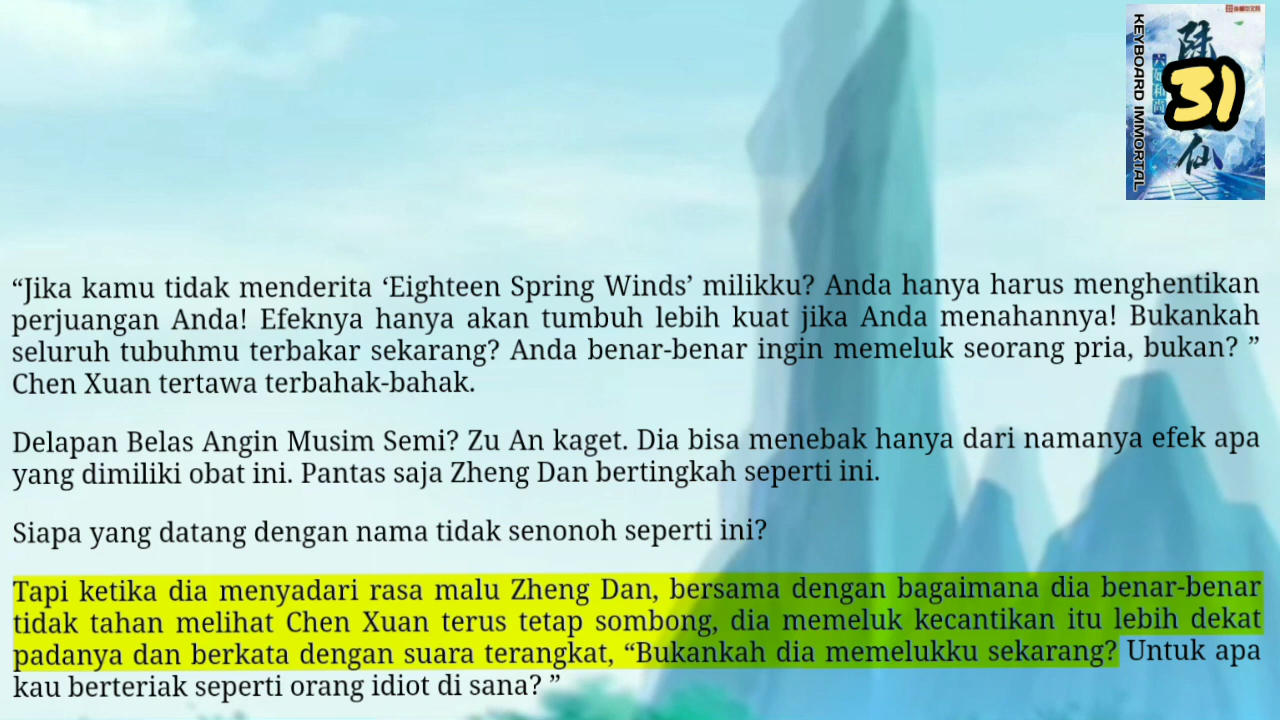 KEYBOARD IMMORTAL
陆
31
仙
六如和尚
“Jika kamu tidak menderita ‘Eighteen Spring Winds’ milikku? Anda hanya harus menghentikan
perjuangan Anda! Efeknya hanya akan tumbuh lebih kuat jika Anda menahannya! Bukankah
seluruh tubuhmu terbakar sekarang? Anda benar-benar ingin memeluk seorang pria, bukan? ”
Chen Xuan tertawa terbahak-bahak.
Delapan Belas Angin Musim Semi? Zu An kaget. Dia bisa menebak hanya dari namanya efek apa
yang dimiliki obat ini. Pantas saja Zheng Dan bertingkah seperti ini.
Siapa yang datang dengan nama tidak senonoh seperti ini?
Tapi ketika dia menyadari rasa malu Zheng Dan, bersama dengan bagaimana dia benar-benar
tidak tahan melihat Chen Xuan terus tetap sombong, dia memeluk kecantikan itu lebih dekat
padanya dan berkata dengan suara terangkat, “Bukankah dia memelukku sekarang? Untuk apa
kau berteriak seperti orang idiot di sana? ”